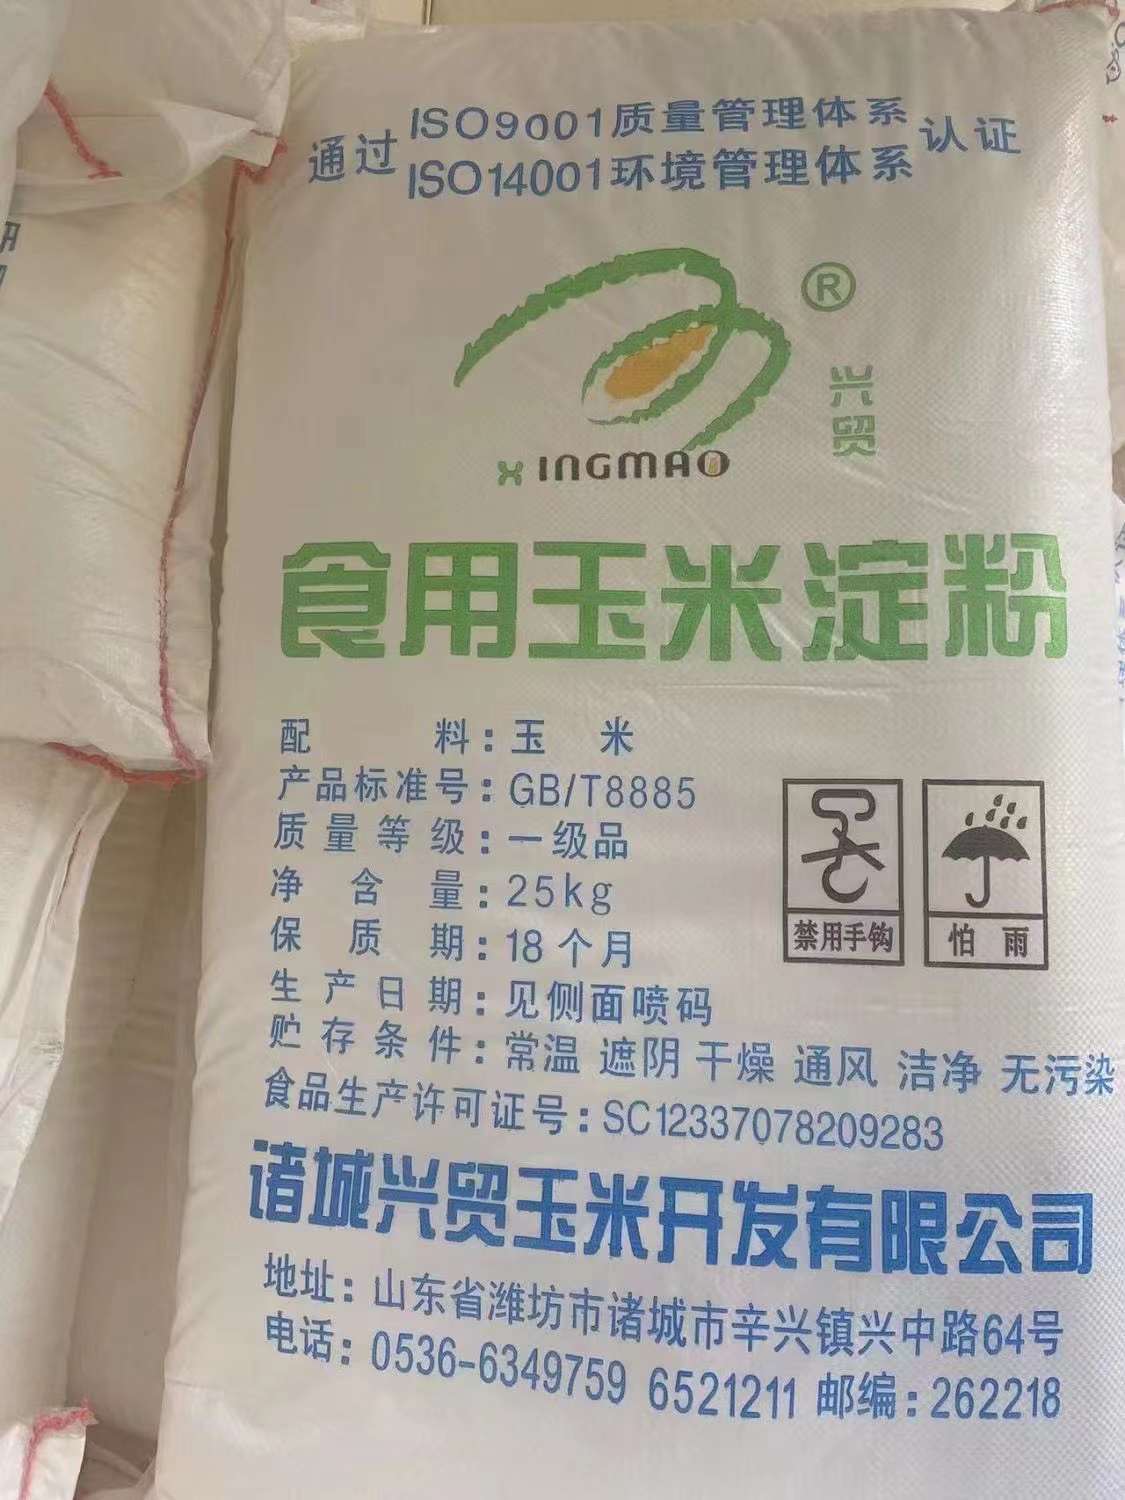 通过 ISO9001质量管理体系 认证
ISO14001环境管理体系
®
兴贸
XINGMAO
食用玉米淀粉
配料：玉米
产品标准号：GB/T8885
质量等级：一级品
净含量：25kg
保质期：18个月
生产日期：见侧面喷码
贮存条件：常温 遮阴 干燥 通风 洁净 无污染
食品生产许可证号：SC12337078209283
禁用手钩
怕雨
诸城兴贸玉米开发有限公司
地址：山东省潍坊市诸城市辛兴镇兴中路64号
电话：0536-6349759 6521211 邮编：262218